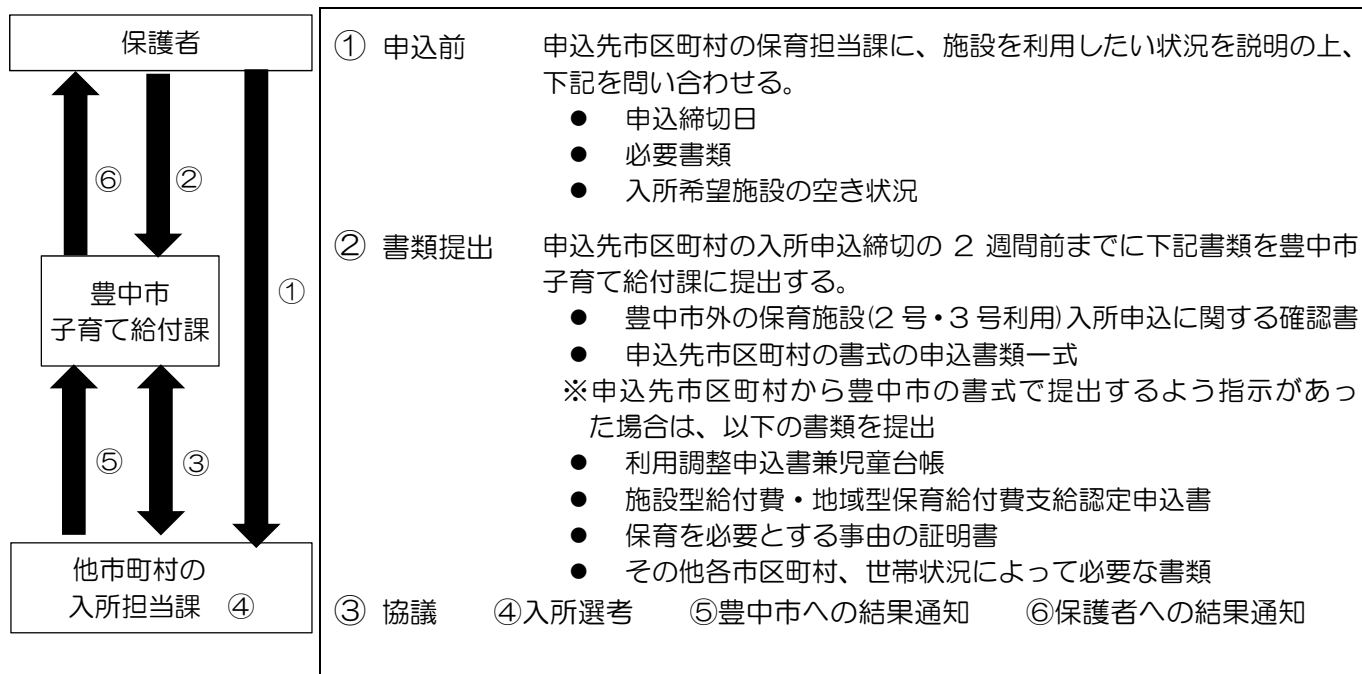 保護者
⑥
②
豊中市
子育て給付課
①
⑤
③
他市町村の
入所担当課 ④
① 申込前 申込先市区町村の保育担当課に、施設を利用したい状況を説明の上、
下記を問い合わせる。
● 申込締切日
● 必要書類
● 入所希望施設の空き状況
② 書類提出 申込先市区町村の入所申込締切の 2 週間前までに下記書類を豊中市
子育て給付課に提出する。
● 豊中市外の保育施設(2 号・3 号利用)入所申込に関する確認書
● 申込先市区町村の書式の申込書類一式
※申込先市区町村から豊中市の書式で提出するよう指示があっ
た場合は、以下の書類を提出
● 利用調整申込書兼児童台帳
● 施設型給付費・地域型保育給付費支給認定申込書
● 保育を必要とする事由の証明書
● その他各市区町村、世帯状況によって必要な書類
③ 協議 ④入所選考 ⑤豊中市への結果通知 ⑥保護者への結果通知